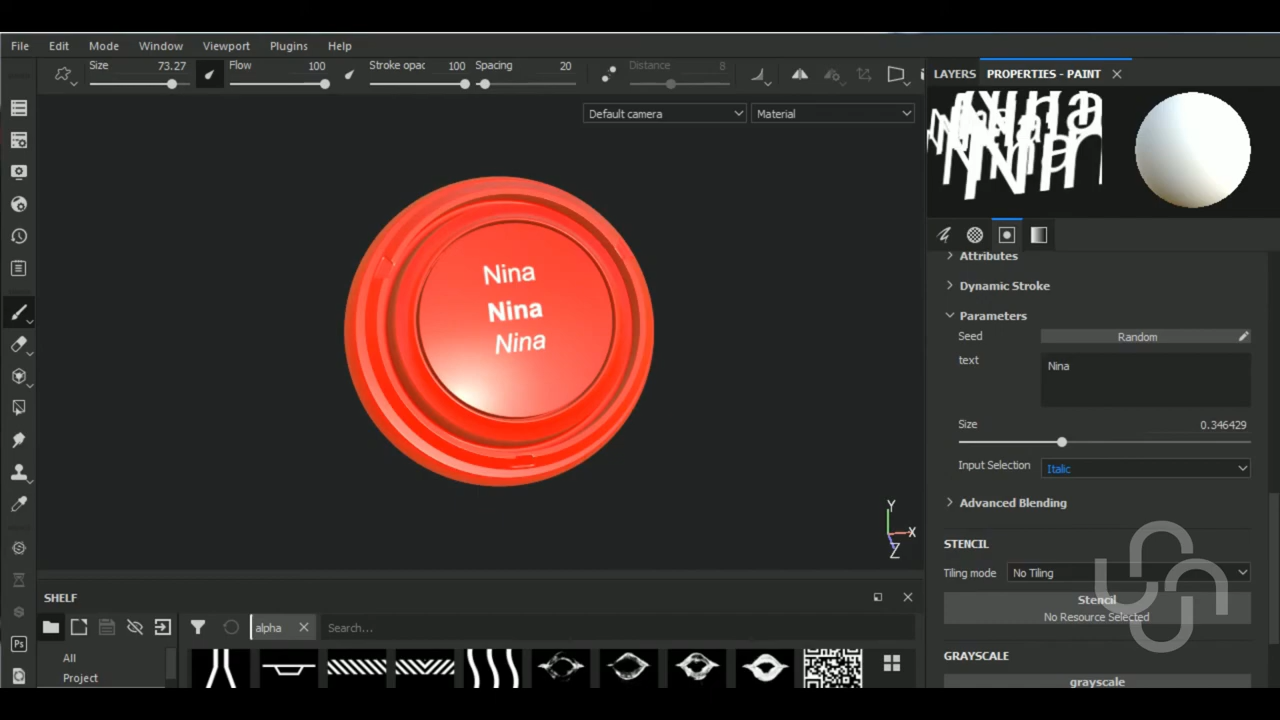 File Edit Mode Window Viewport Plugins Help
Size 73.27 Flow 100 Stroke opac 100 Spacing 20 Distance 8
LAYERS PROPERTIES - PAINT
Default camera Material
Nina
Nina
Nina
Attributes
Dynamic Stroke
Parameters
Seed Random
text Nina
Size 0.346429
Input Selection Italic
Advanced Blending
STENCIL
Tiling mode No Tiling
Stencil
No Resource Selected
GRAYSCALE
grayscale
Y
X
Z
SHELF
alpha Search...
All
Project
Ps